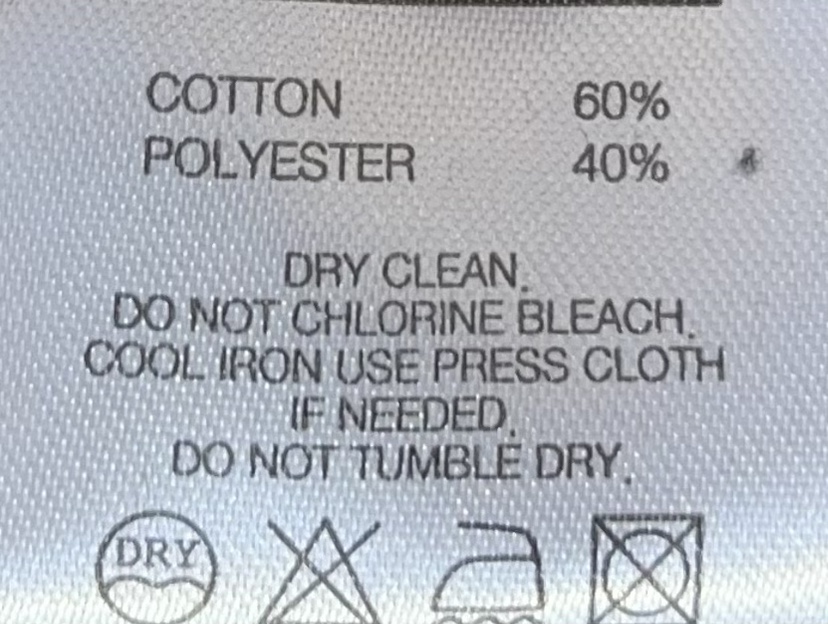 COTTON 60%
POLYESTER 40%
DRY CLEAN.
DO NOT CHLORINE BLEACH.
COOL IRON USE PRESS CLOTH
IF NEEDED.
DO NOT TUMBLE DRY.
DRY